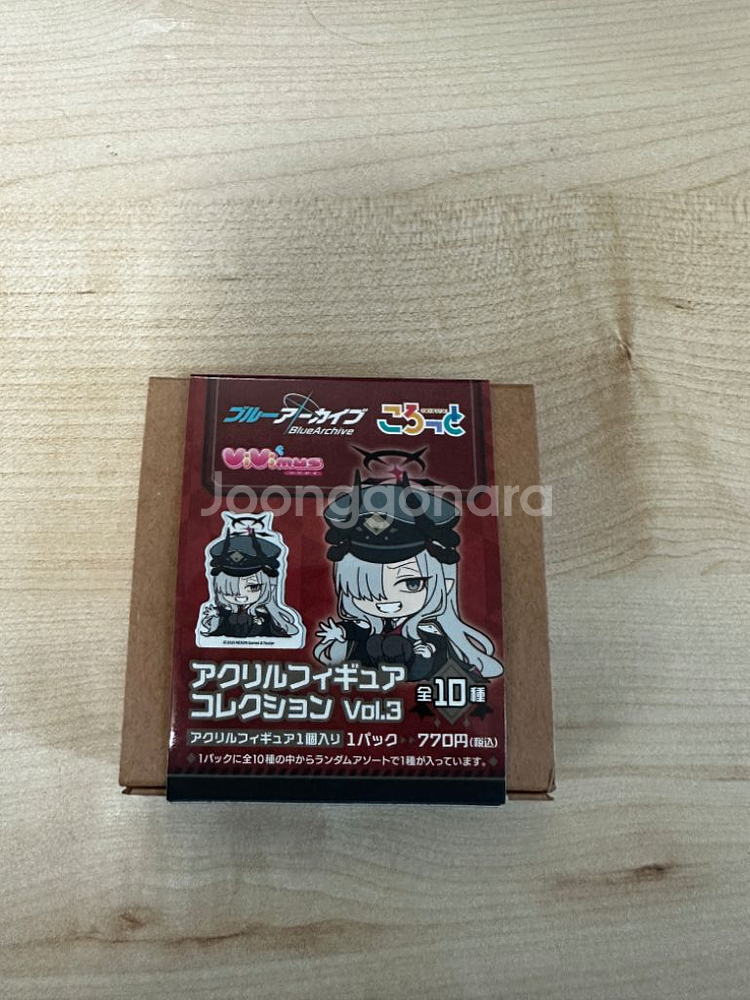 ブルーアーカイブ
BlueArchive
ころっと
ViVimus
Joonggonara
アクリルフィギュア
コレクション Vol.3
全10種
アクリルフィギュア1個入り 1パック 770円(税込)
1パックに全10種の中からランダムアソートで1種が入っています。